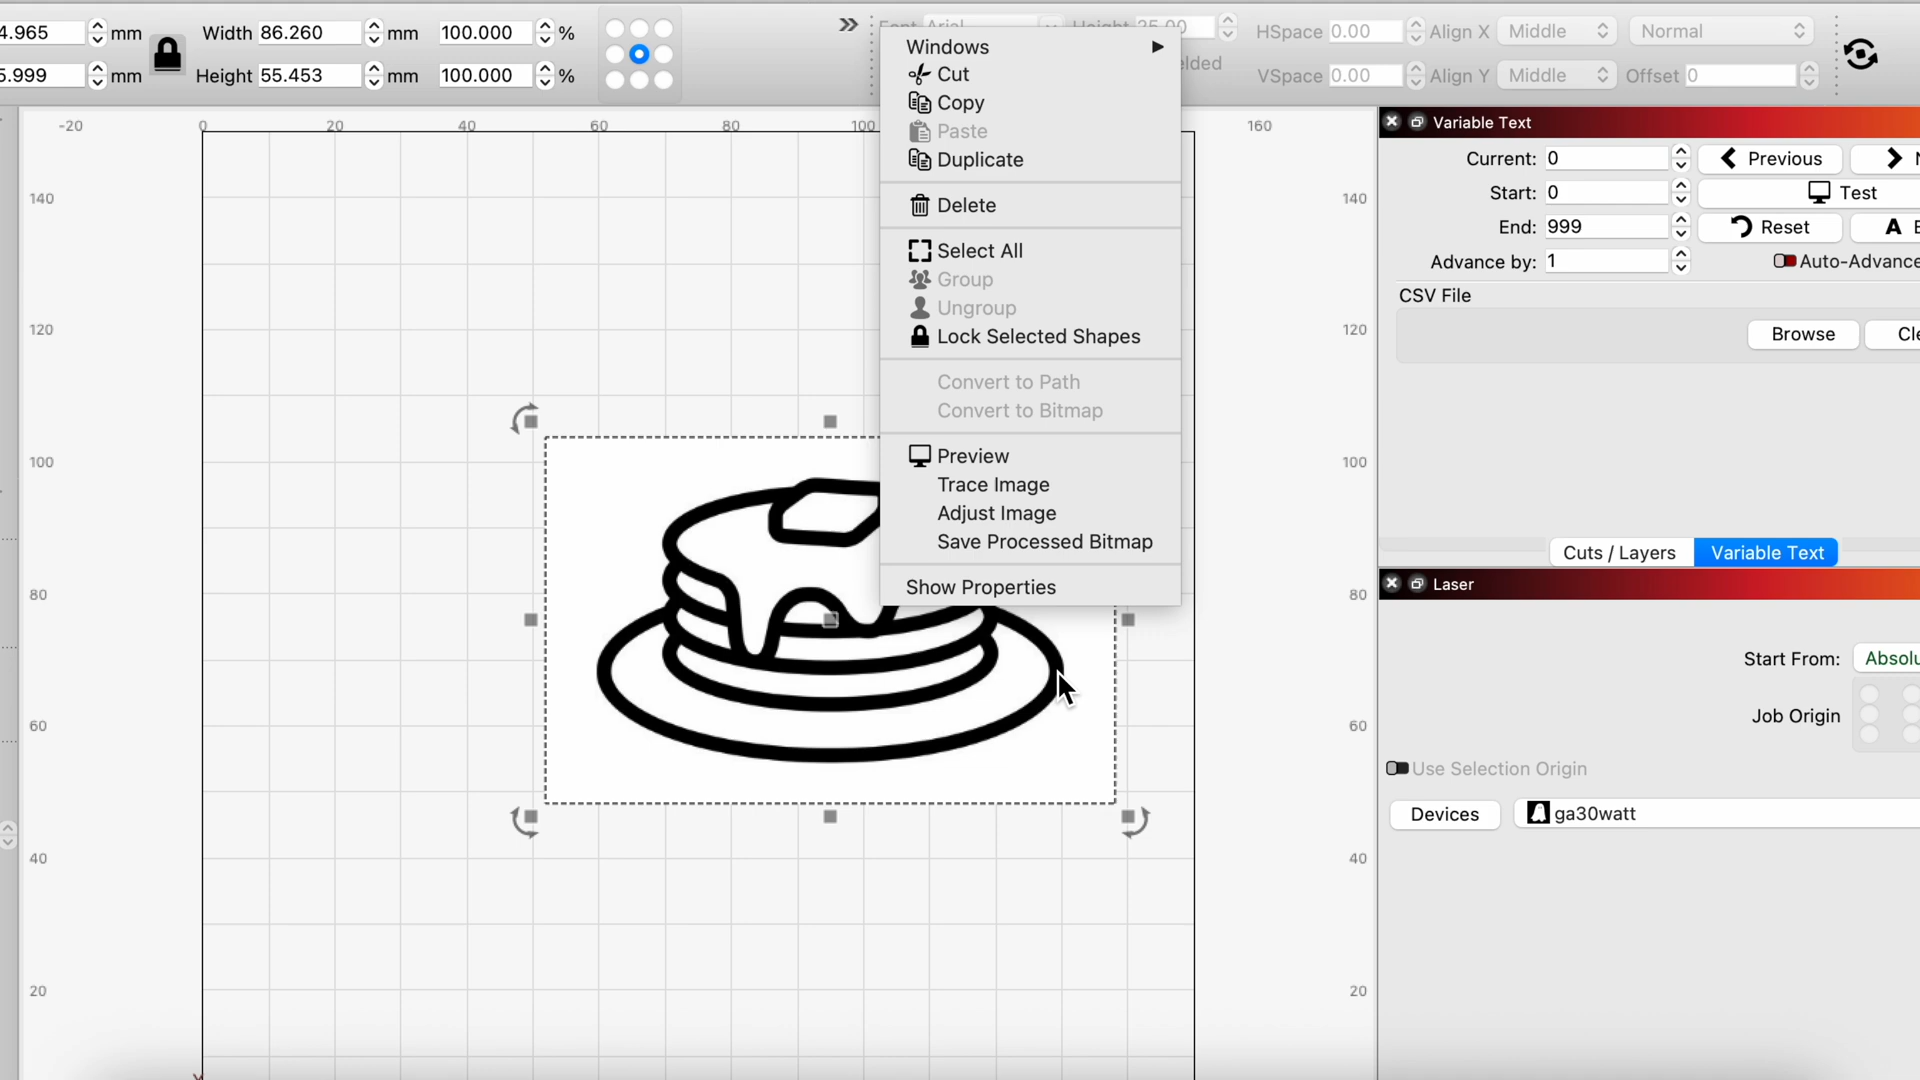 4.965 mm Width 86.260 mm 100.000 %
5.999 mm Height 55.453 mm 100.000 %
Font Arial Height 25.00 HSpace 0.00 Align X Middle Normal
VSpace 0.00 Align Y Middle Offset 0
Windows
Cut
Copy
Paste
Duplicate
Delete
Select All
Group
Ungroup
Lock Selected Shapes
Convert to Path
Convert to Bitmap
Preview
Trace Image
Adjust Image
Save Processed Bitmap
Show Properties
-20 0 20 40 60 80 100 160
140 140
120 120
100 100
80 80
60 60
40 40
20 20
Variable Text
Current: 0 Previous
Start: 0 Test
End: 999 Reset
Advance by: 1 Auto-Advance
CSV File
Browse
Cuts / Layers Variable Text
Laser
Start From:
Job Origin
Use Selection Origin
Devices ga30watt